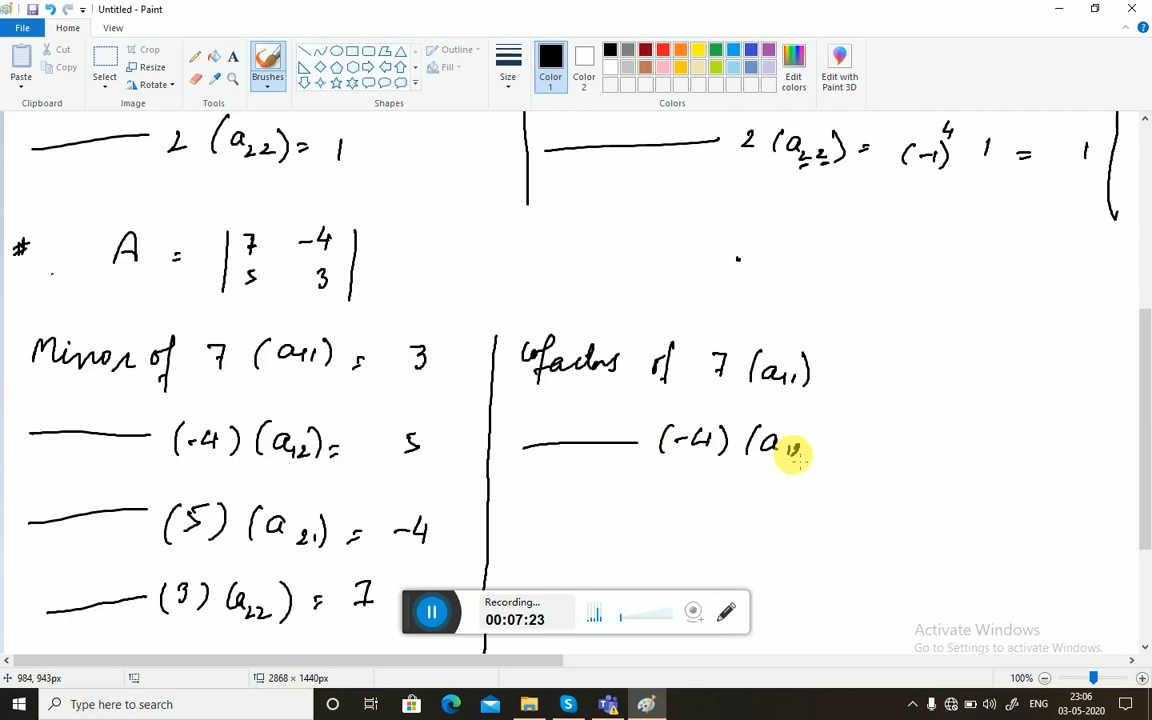 Untitled - Paint
File Home View
Cut Crop Outline
Paste Copy Select Resize Brushes Fill Size Color 1 Color 2 Edit colors Edit with Paint 3D
Rotate
Clipboard Image Tools Shapes Colors
2 (a22) = 1
2 (a22) = (-1)^4 1 = 1
# A = | 7 -4 |
| 5 3 |
Minor of 7 (a11) = 3
(-4) (a12) = 5
(5) (a21) = -4
(3) (a22) = 7
cofactors of 7 (a11)
(-4) (a1
Recording...
00:07:23
Activate Windows
Go to Settings to activate Windows.
984, 943px 2868 × 1440px 100%
Type here to search
ENG 23:06
03-05-2020